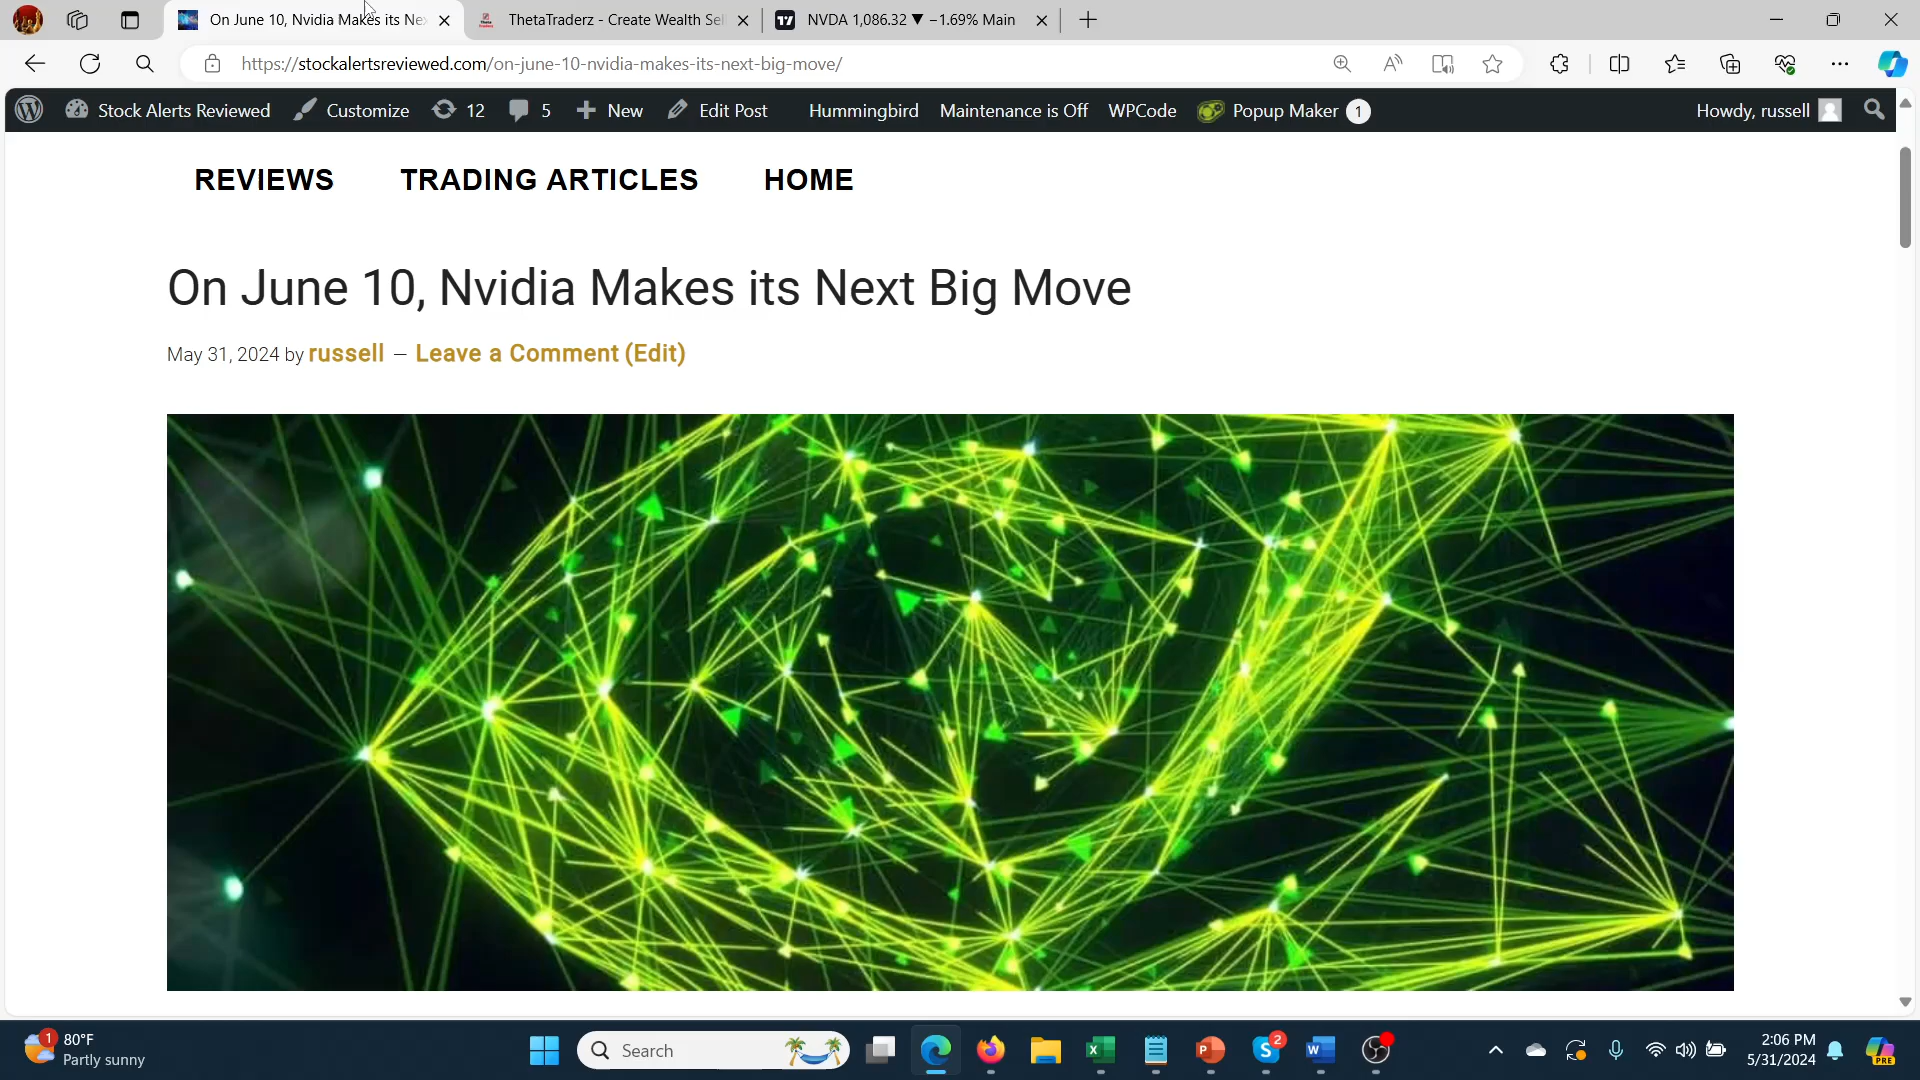 On June 10, Nvidia Makes its Ne
ThetaTraderz - Create Wealth Sel
NVDA 1,086.32 ▼ −1.69% Main
https://stockalertsreviewed.com/on-june-10-nvidia-makes-its-next-big-move/
Stock Alerts Reviewed
Customize
12
5
New
Edit Post
Hummingbird
Maintenance is Off
WPCode
Popup Maker 1
Howdy, russell
REVIEWS
TRADING ARTICLES
HOME
On June 10, Nvidia Makes its Next Big Move
May 31, 2024 by russell — Leave a Comment (Edit)
1
80°F
Partly sunny
Search
2
2:06 PM
5/31/2024
PRE